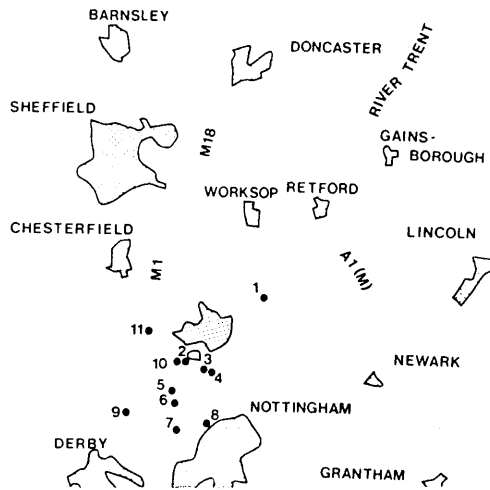 BARNSLEY
DONCASTER
RIVER TRENT
SHEFFIELD
M18
GAINS-
BOROUGH
WORKSOP
RETFORD
CHESTERFIELD
LINCOLN
M1
A1(M)
1
11
2
3
10
4
NEWARK
5
6
9
NOTTINGHAM
8
7
DERBY
GRANTHAM